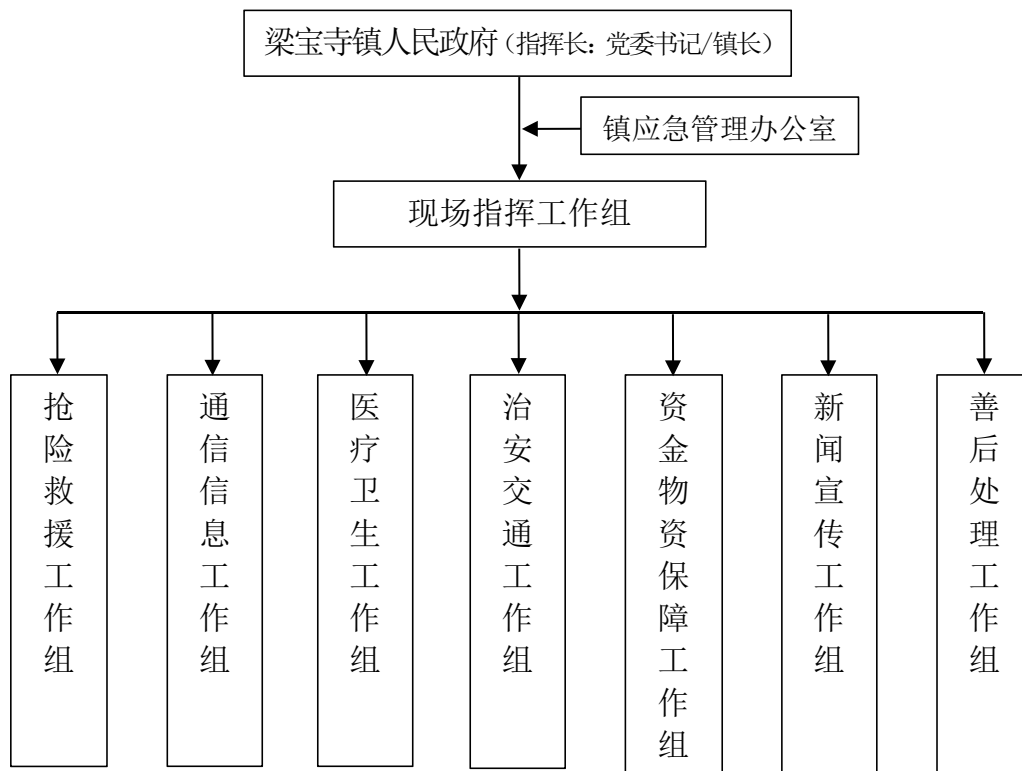 梁宝寺镇人民政府（指挥长：党委书记/镇长）
镇应急管理办公室
现场指挥工作组
抢险救援工作组
通信信息工作组
医疗卫生工作组
治安交通工作组
资金物资保障工作组
新闻宣传工作组
善后处理工作组